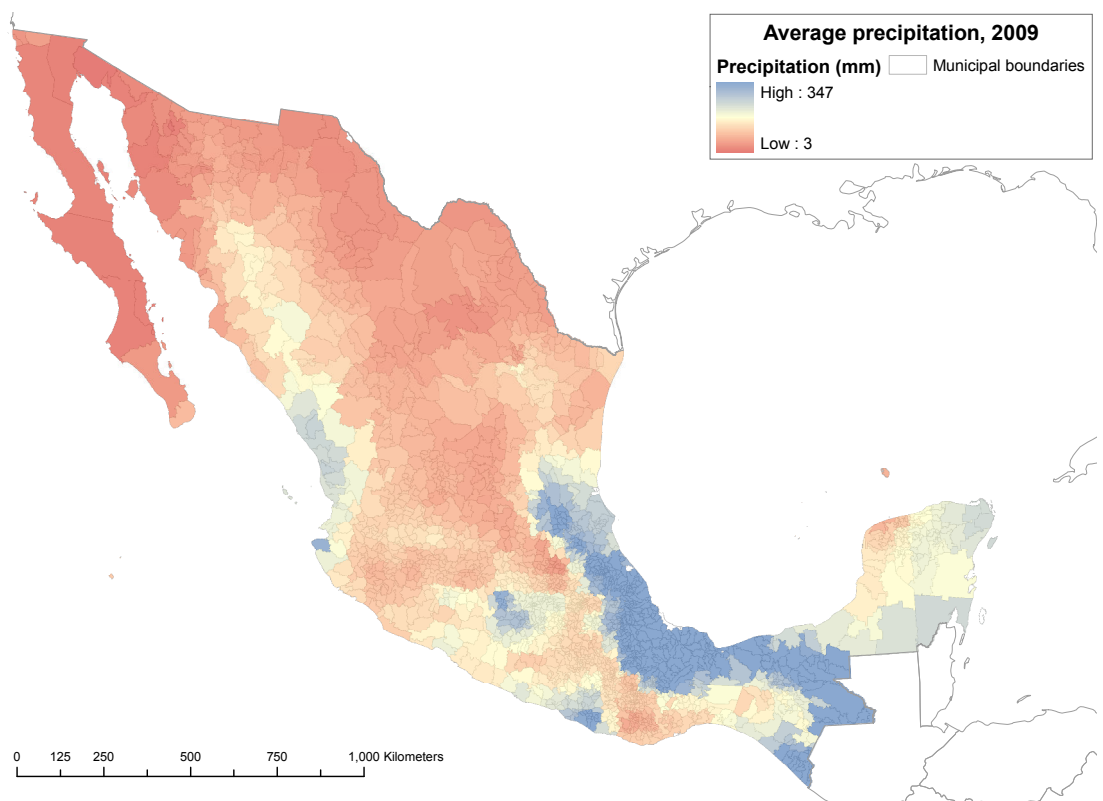 Average precipitation, 2009
Precipitation (mm) Municipal boundaries
High : 347
Low : 3
0 125 250 500 750 1,000 Kilometers